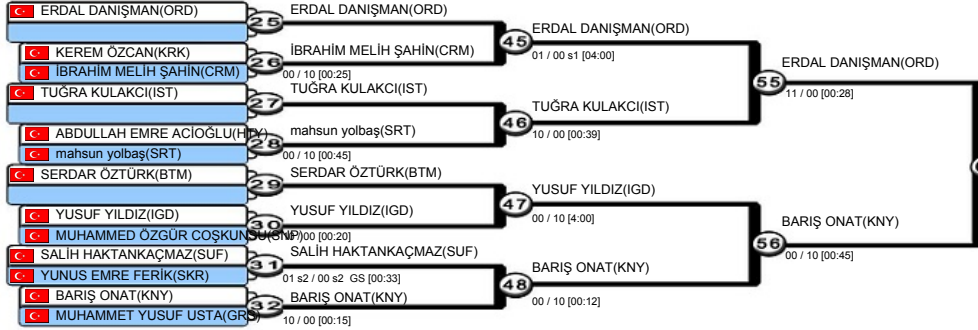 ERDAL DANIŞMAN(ORD)
25
ERDAL DANIŞMAN(ORD)
45
ERDAL DANIŞMAN(ORD)
01 / 00 s1 [04:00]
KEREM ÖZCAN(KRK)
İBRAHİM MELİH ŞAHİN(CRM)
26
İBRAHİM MELİH ŞAHİN(CRM)
00 / 10 [00:25]
55
ERDAL DANIŞMAN(ORD)
11 / 00 [00:28]
TUĞRA KULAKCI(IST)
27
TUĞRA KULAKCI(IST)
46
TUĞRA KULAKCI(IST)
10 / 00 [00:39]
ABDULLAH EMRE ACİOĞLU(HTY)
mahsun yolbaş(SRT)
28
mahsun yolbaş(SRT)
00 / 10 [00:45]
SERDAR ÖZTÜRK(BTM)
29
SERDAR ÖZTÜRK(BTM)
47
YUSUF YILDIZ(IGD)
00 / 10 [4:00]
YUSUF YILDIZ(IGD)
MUHAMMED ÖZGÜR COŞKUNSU(SNP)
30
YUSUF YILDIZ(IGD)
/ 00 [00:20]
56
BARIŞ ONAT(KNY)
00 / 10 [00:45]
SALİH HAKTANKAÇMAZ(SUF)
YUNUS EMRE FERİK(SKR)
31
SALİH HAKTANKAÇMAZ(SUF)
01 s2 / 00 s2 GS [00:33]
48
BARIŞ ONAT(KNY)
00 / 10 [00:12]
BARIŞ ONAT(KNY)
MUHAMMET YUSUF USTA(GRS)
32
BARIŞ ONAT(KNY)
10 / 00 [00:15]